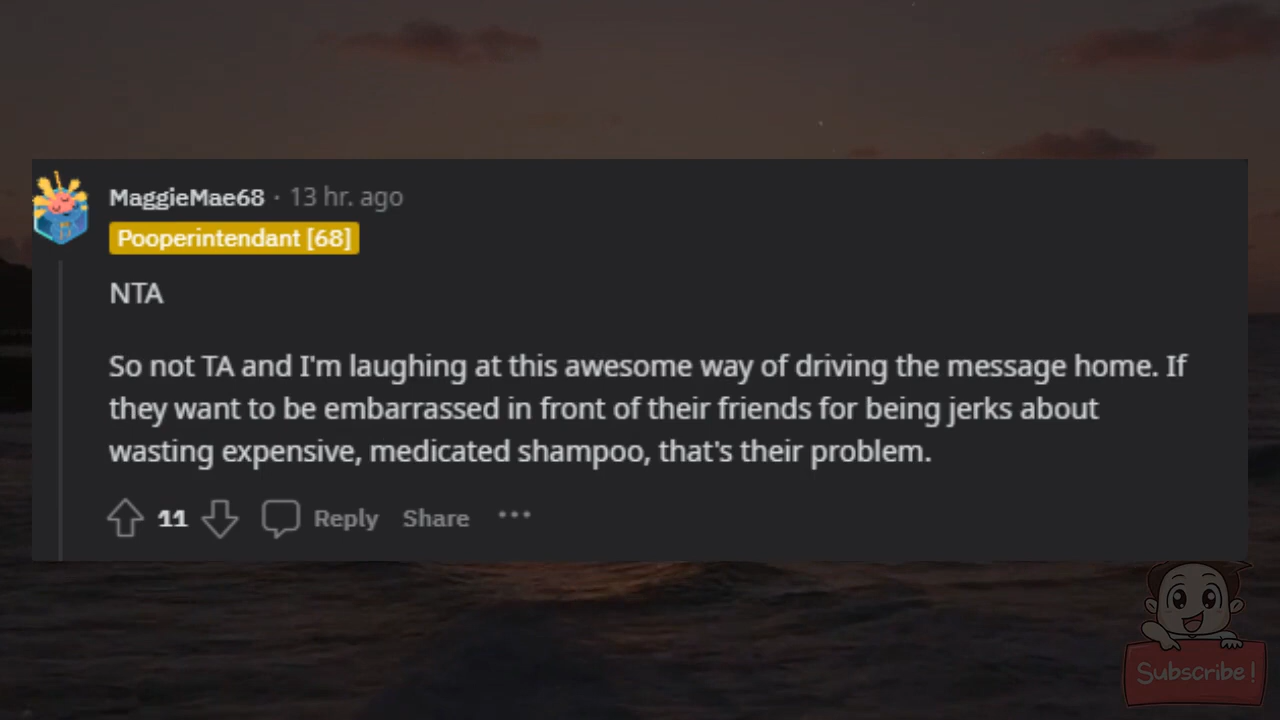 MaggieMae68 · 13 hr. ago
Pooperintendant [68]
NTA
So not TA and I'm laughing at this awesome way of driving the message home. If
they want to be embarrassed in front of their friends for being jerks about
wasting expensive, medicated shampoo, that's their problem.
11 Reply Share ···
Subscribe!